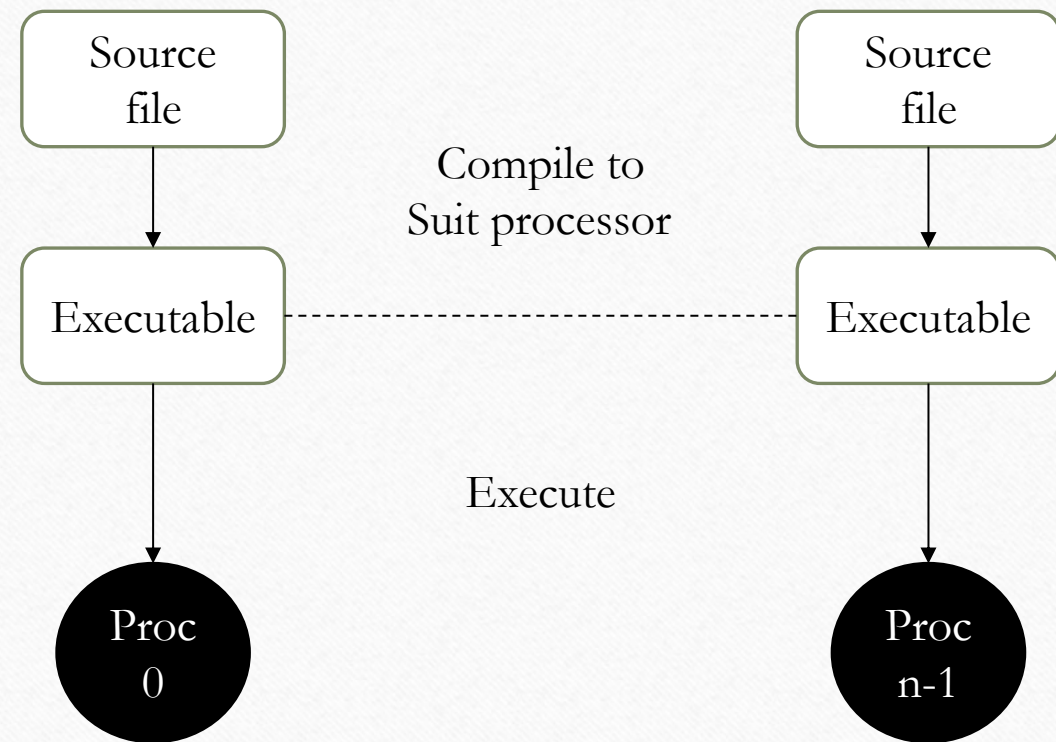 Source
file
Source
file
Compile to
Suit processor
Executable
Executable
Execute
Proc
0
Proc
n-1